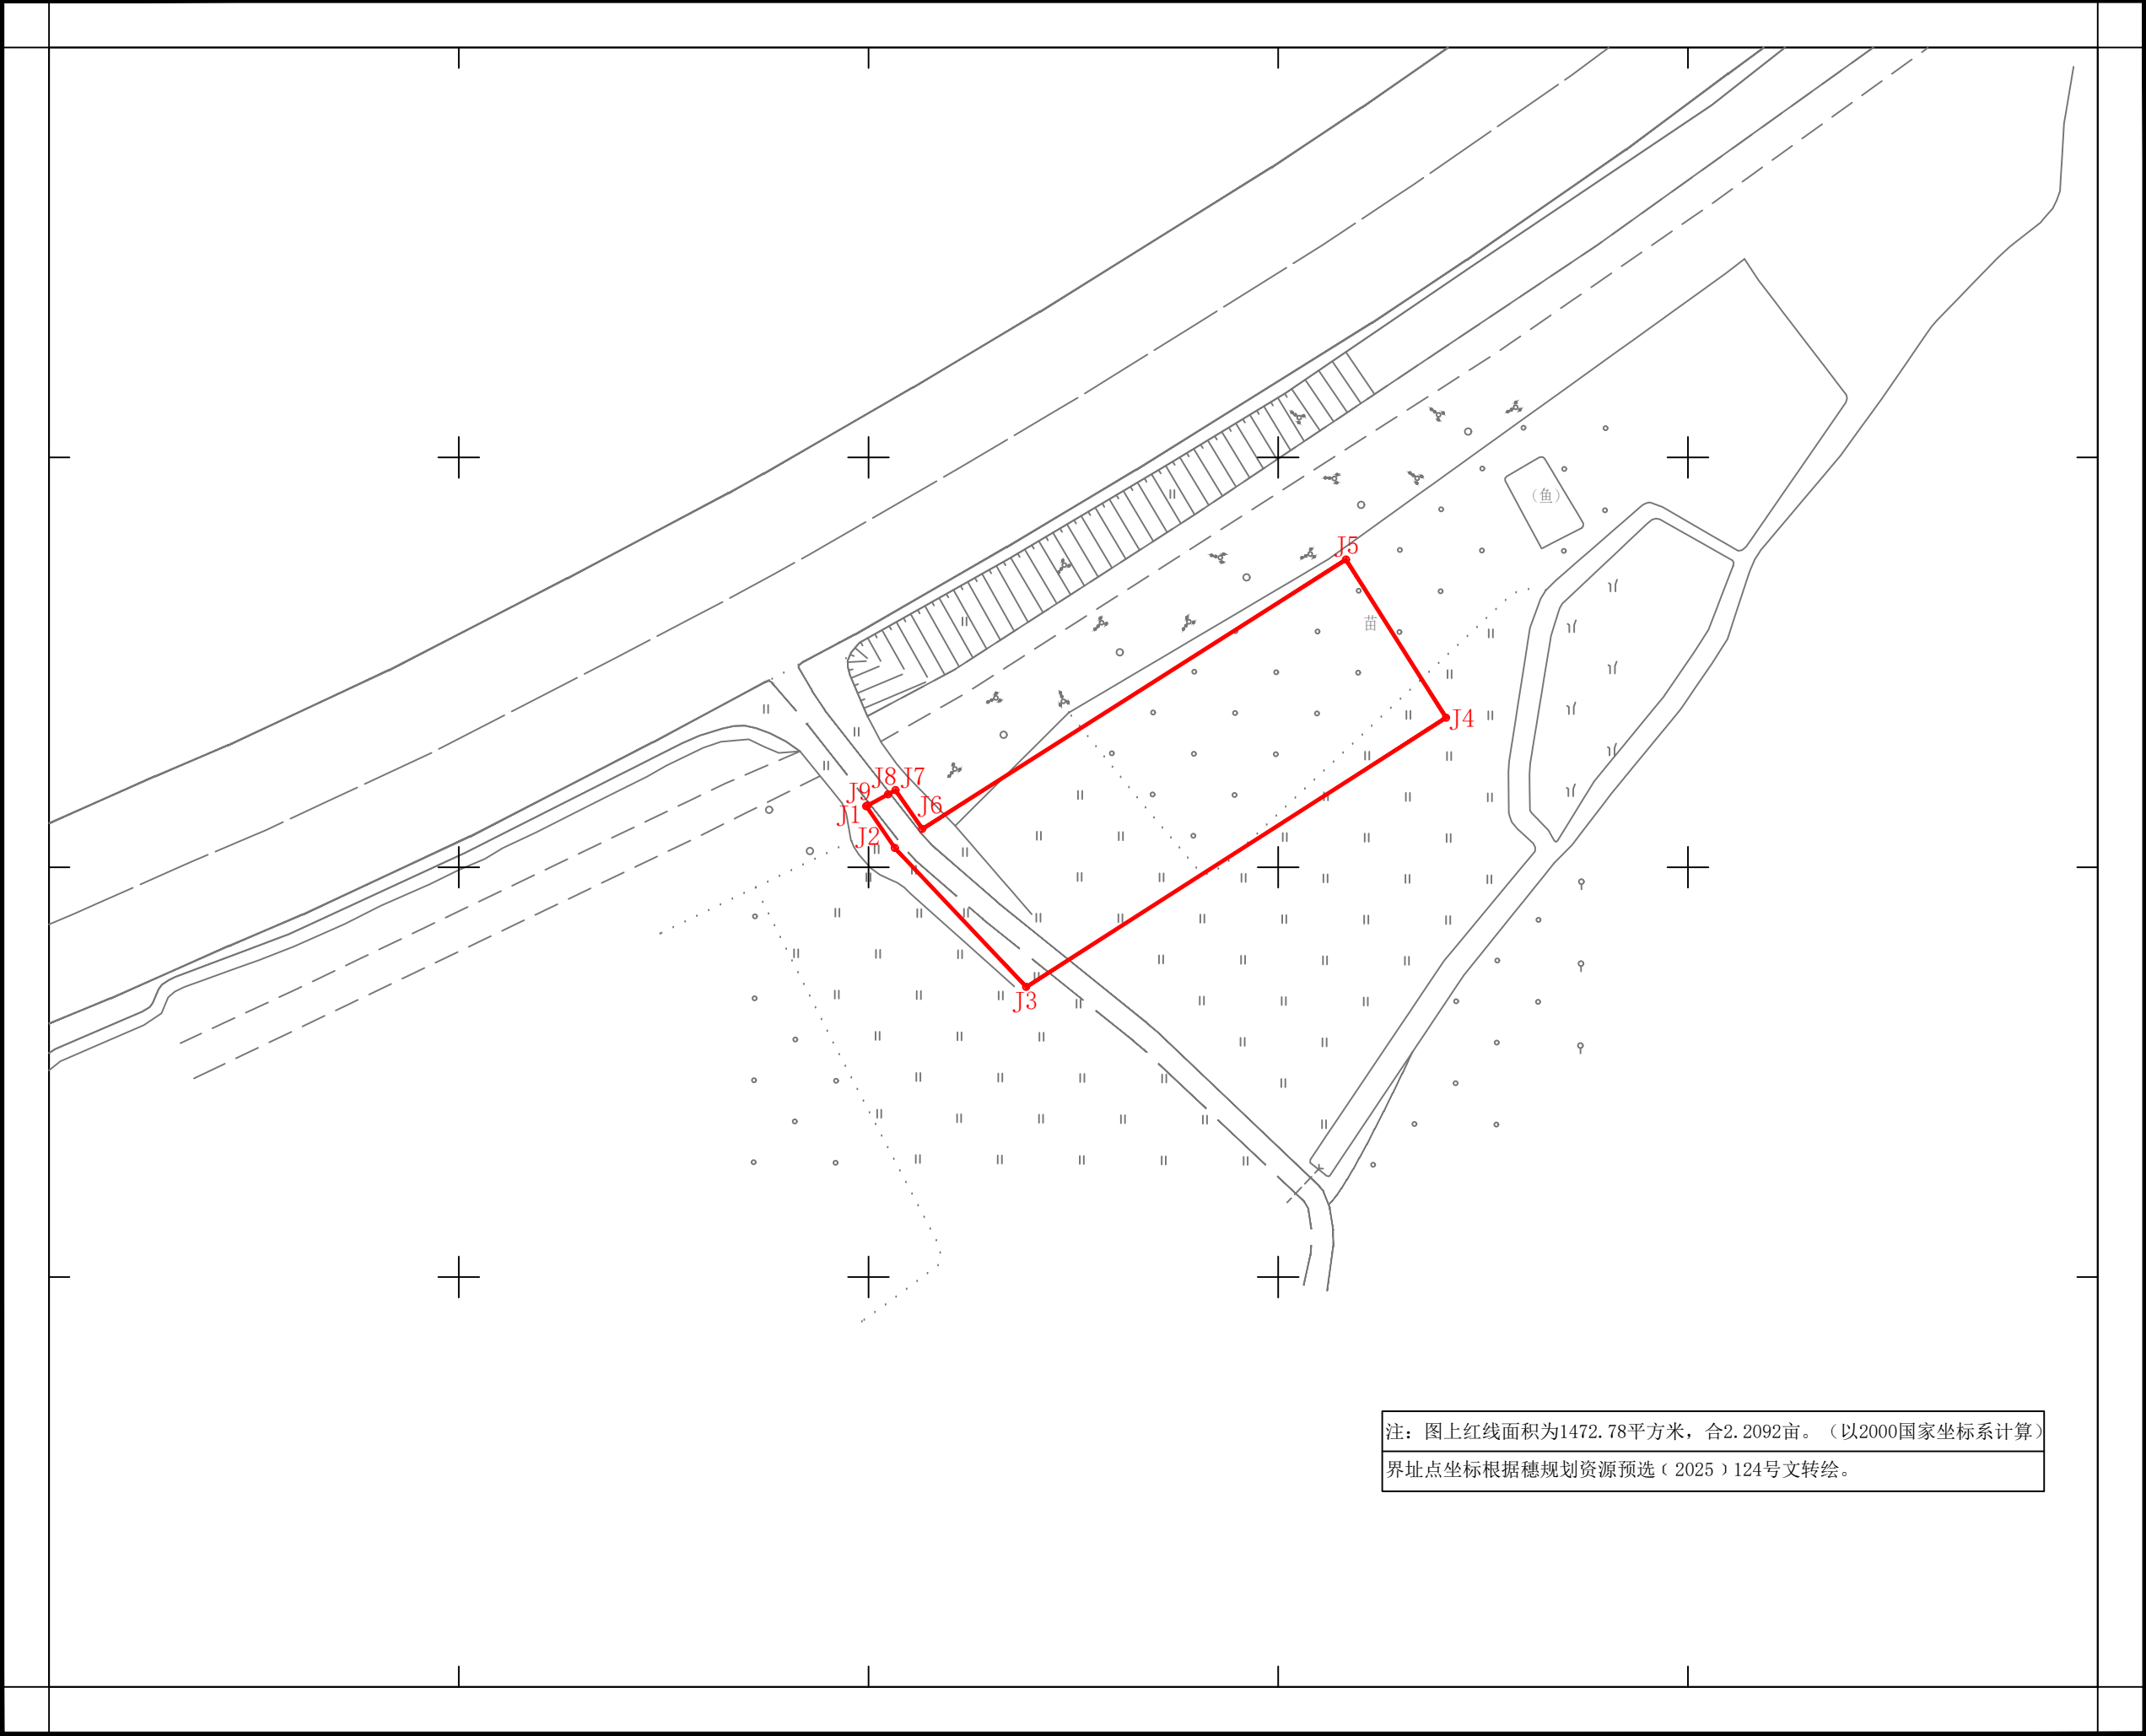 （鱼）
J5
苗
J4
J8 J7
J9
J6
J1
J2
J3
注：图上红线面积为1472.78平方米，合2.2092亩。（以2000国家坐标系计算）
界址点坐标根据穗规划资源预选﹝2025﹞124号文转绘。